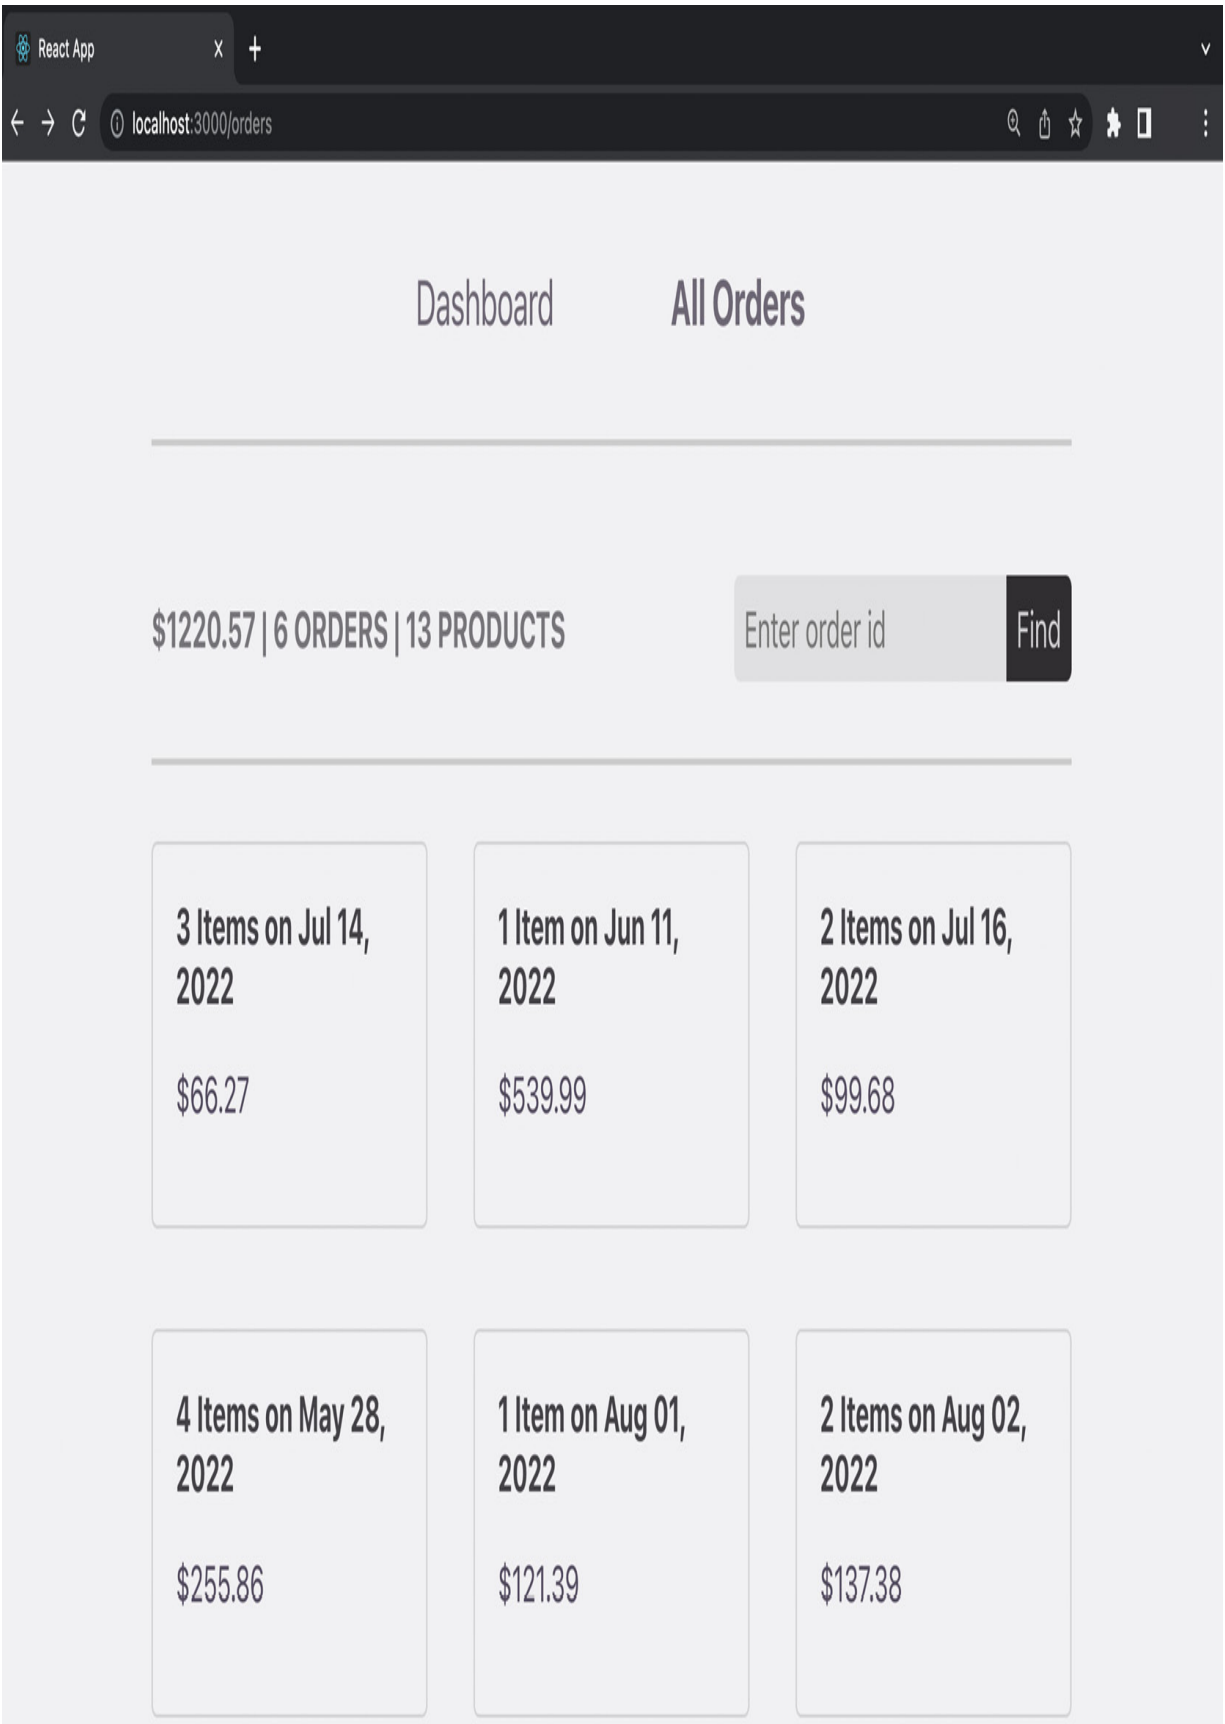 React App
localhost:3000/orders
Dashboard All Orders
$1220.57 | 6 ORDERS | 13 PRODUCTS
Enter order id Find
3 Items on Jul 14,
2022
$66.27
1 Item on Jun 11,
2022
$539.99
2 Items on Jul 16,
2022
$99.68
4 Items on May 28,
2022
$255.86
1 Item on Aug 01,
2022
$121.39
2 Items on Aug 02,
2022
$137.38